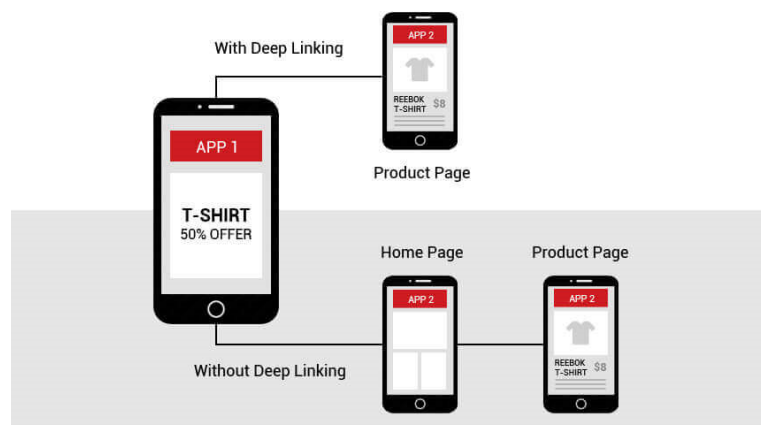 With Deep Linking
APP 2
REEBOK
T-SHIRT $8
Product Page
APP 1
T-SHIRT
50% OFFER
Home Page
APP 2
Product Page
APP 2
REEBOK
T-SHIRT $8
Without Deep Linking